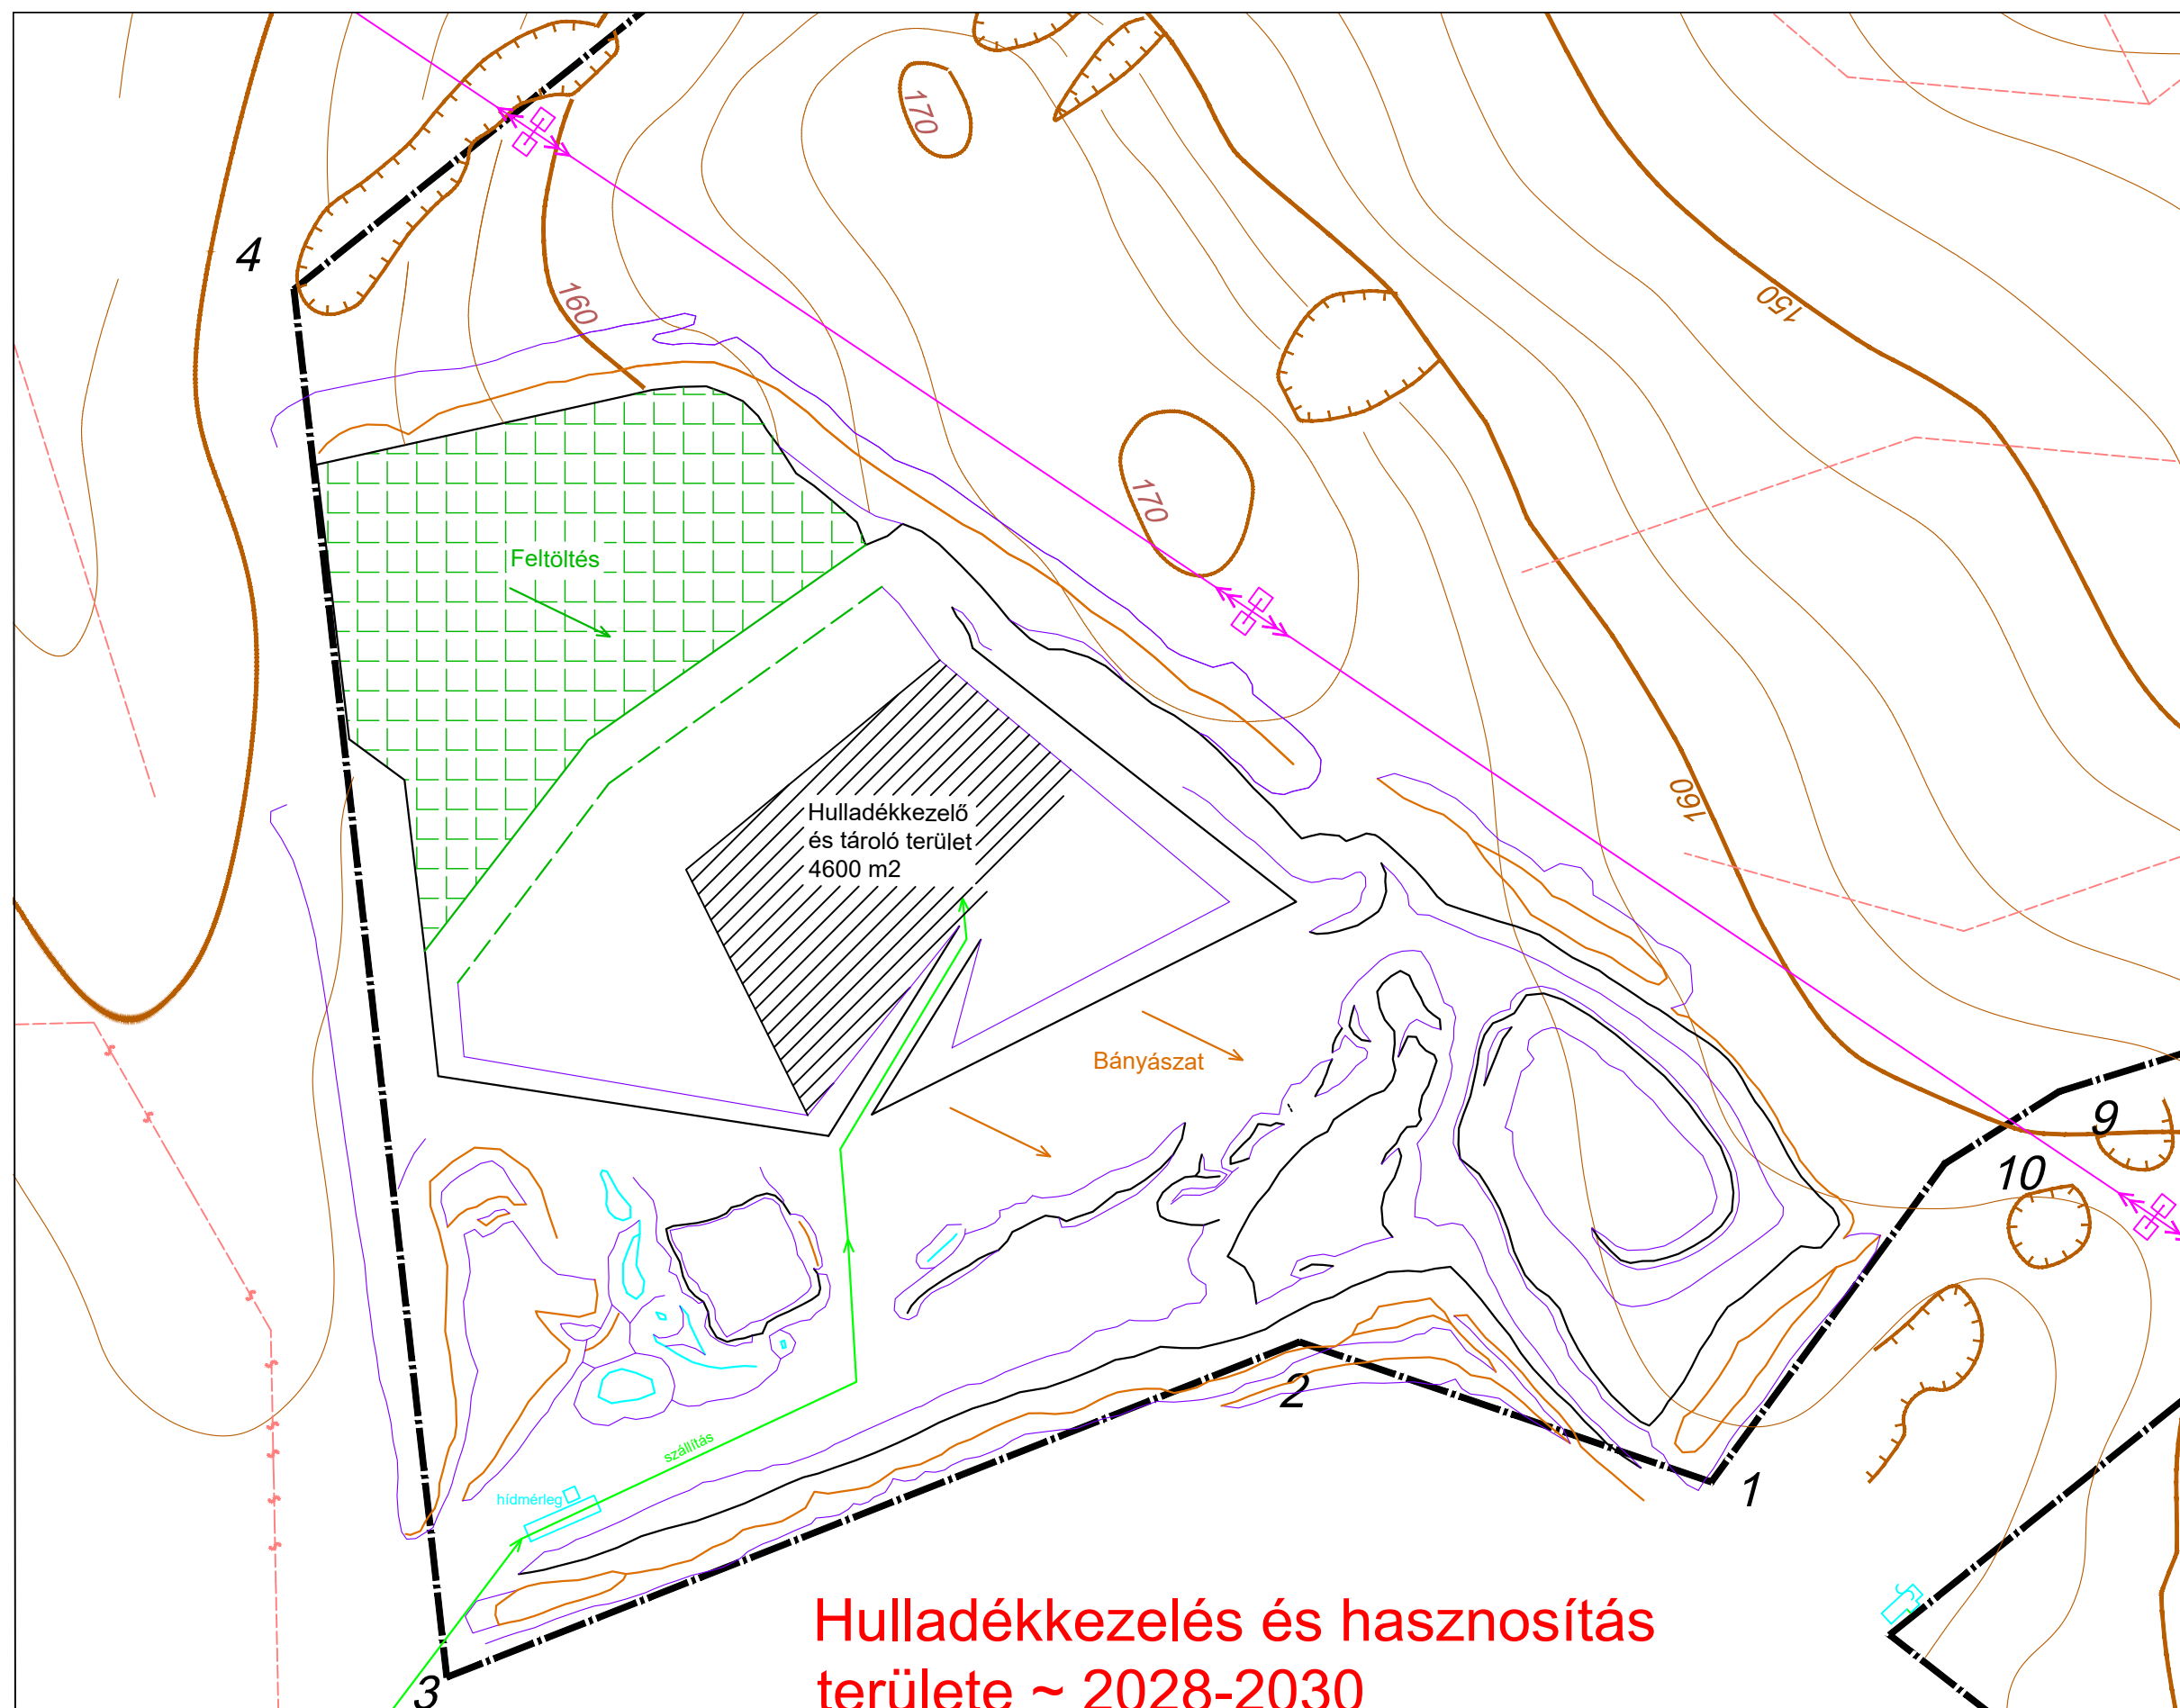 170
4
160
150
170
Feltöltés
160
Hulladékkezelő
és tároló terület
4600 m2
Bányászat
9
10
2
szállítás
hídmérleg
1
Hulladékkezelés és hasznosítás
területe ~ 2028-2030
3